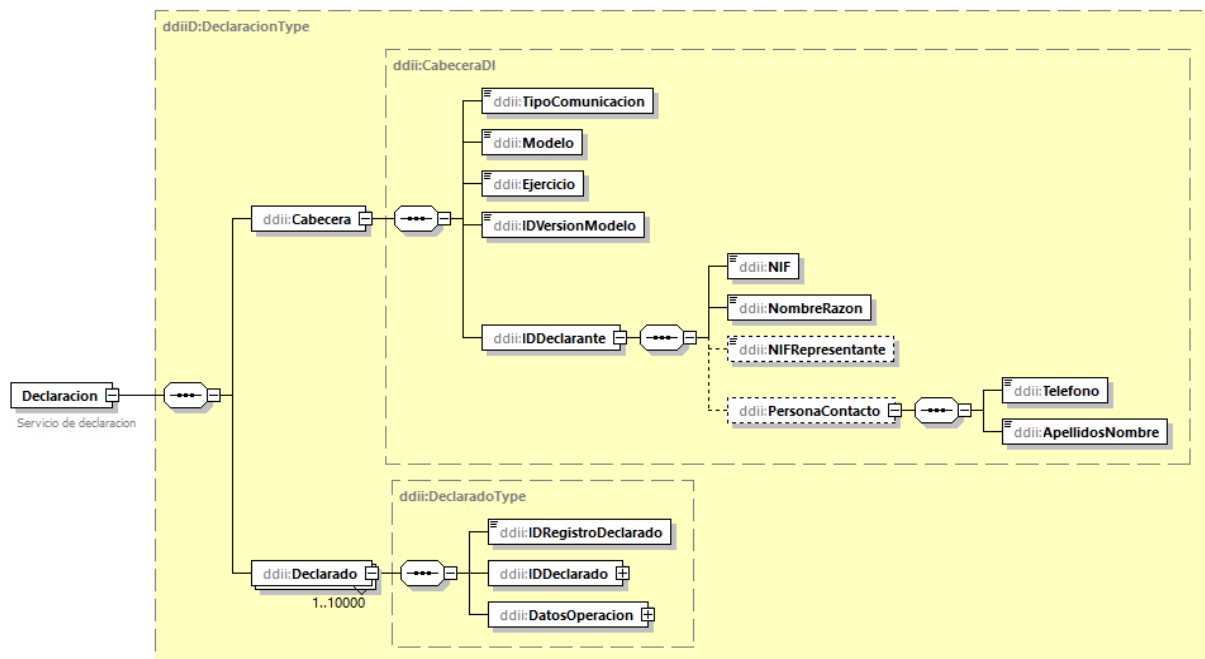 ddiiD:DeclaracionType
ddii:CabeceraDI
ddii:TipoComunicacion
ddii:Modelo
ddii:Ejercicio
ddii:Cabecera
ddii:IDVersionModelo
ddii:NIF
ddii:NombreRazon
ddii:IDDeclarante
ddii:NIFRepresentante
Declaracion
Servicio de declaracion
ddii:PersonaContacto
ddii:Telefono
ddii:ApellidosNombre
ddii:DeclaradoType
ddii:IDRegistroDeclarado
ddii:Declarado
1..10000
ddii:IDDeclarado
ddii:DatosOperacion